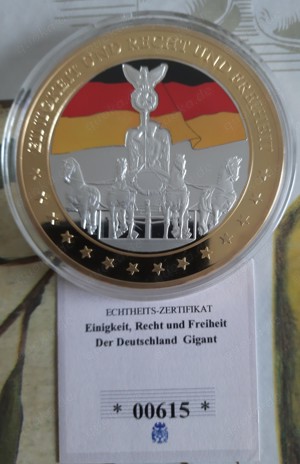 EINIGKEIT UND RECHT UND FREIHEIT
ECHTHEITS-ZERTIFIKAT
Einigkeit, Recht und Freiheit
Der Deutschland Gigant
* 00615 *